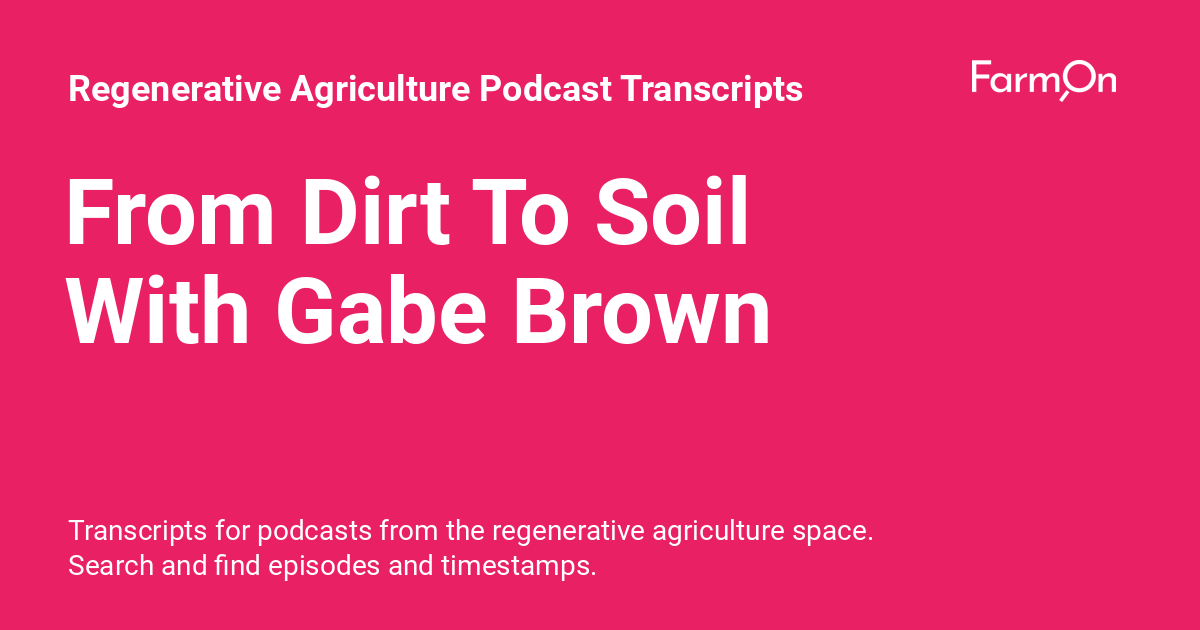 Regenerative Agriculture Podcast Transcripts
FarmOn
From Dirt To Soil
With Gabe Brown
Transcripts for podcasts from the regenerative agriculture space.
Search and find episodes and timestamps.